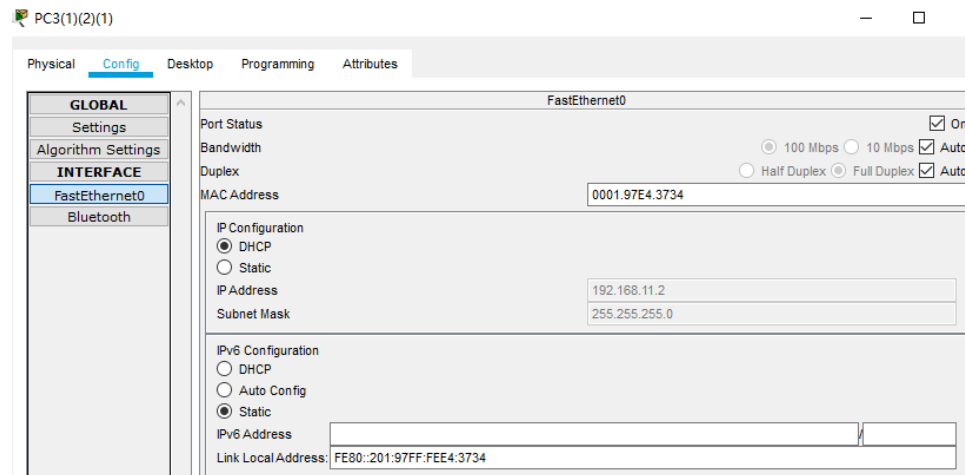 PC3(1)(2)(1)
Physical Config Desktop Programming Attributes
GLOBAL
Settings
Algorithm Settings
INTERFACE
FastEthernet0
Bluetooth
FastEthernet0
Port Status On
Bandwidth 100 Mbps 10 Mbps Auto
Duplex Half Duplex Full Duplex Auto
MAC Address 0001.97E4.3734
IP Configuration
DHCP
Static
IP Address 192.168.11.2
Subnet Mask 255.255.255.0
IPv6 Configuration
DHCP
Auto Config
Static
IPv6 Address /
Link Local Address: FE80::201:97FF:FEE4:3734